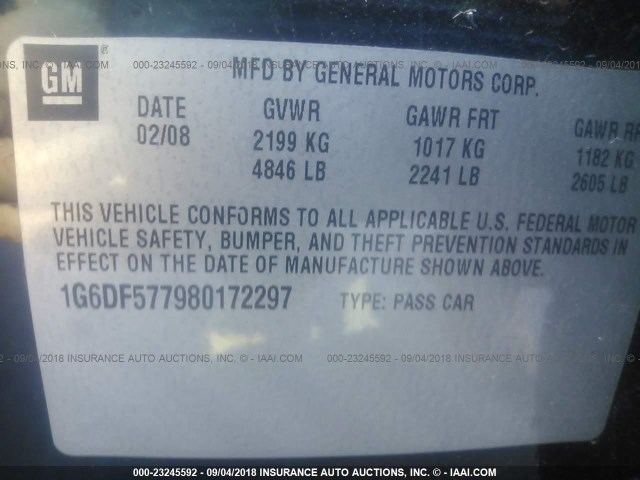 GM
MFD BY GENERAL MOTORS CORP.
DATE GVWR GAWR FRT GAWR RR
02/08 2199 KG 1017 KG 1182 KG
4846 LB 2241 LB 2605 LB
THIS VEHICLE CONFORMS TO ALL APPLICABLE U.S. FEDERAL MOTOR
VEHICLE SAFETY, BUMPER, AND THEFT PREVENTION STANDARDS IN
EFFECT ON THE DATE OF MANUFACTURE SHOWN ABOVE.
1G6DF577980172297 TYPE: PASS CAR
000-23245592 - 09/04/2018 INSURANCE AUTO AUCTIONS, INC. © - IAAI.COM